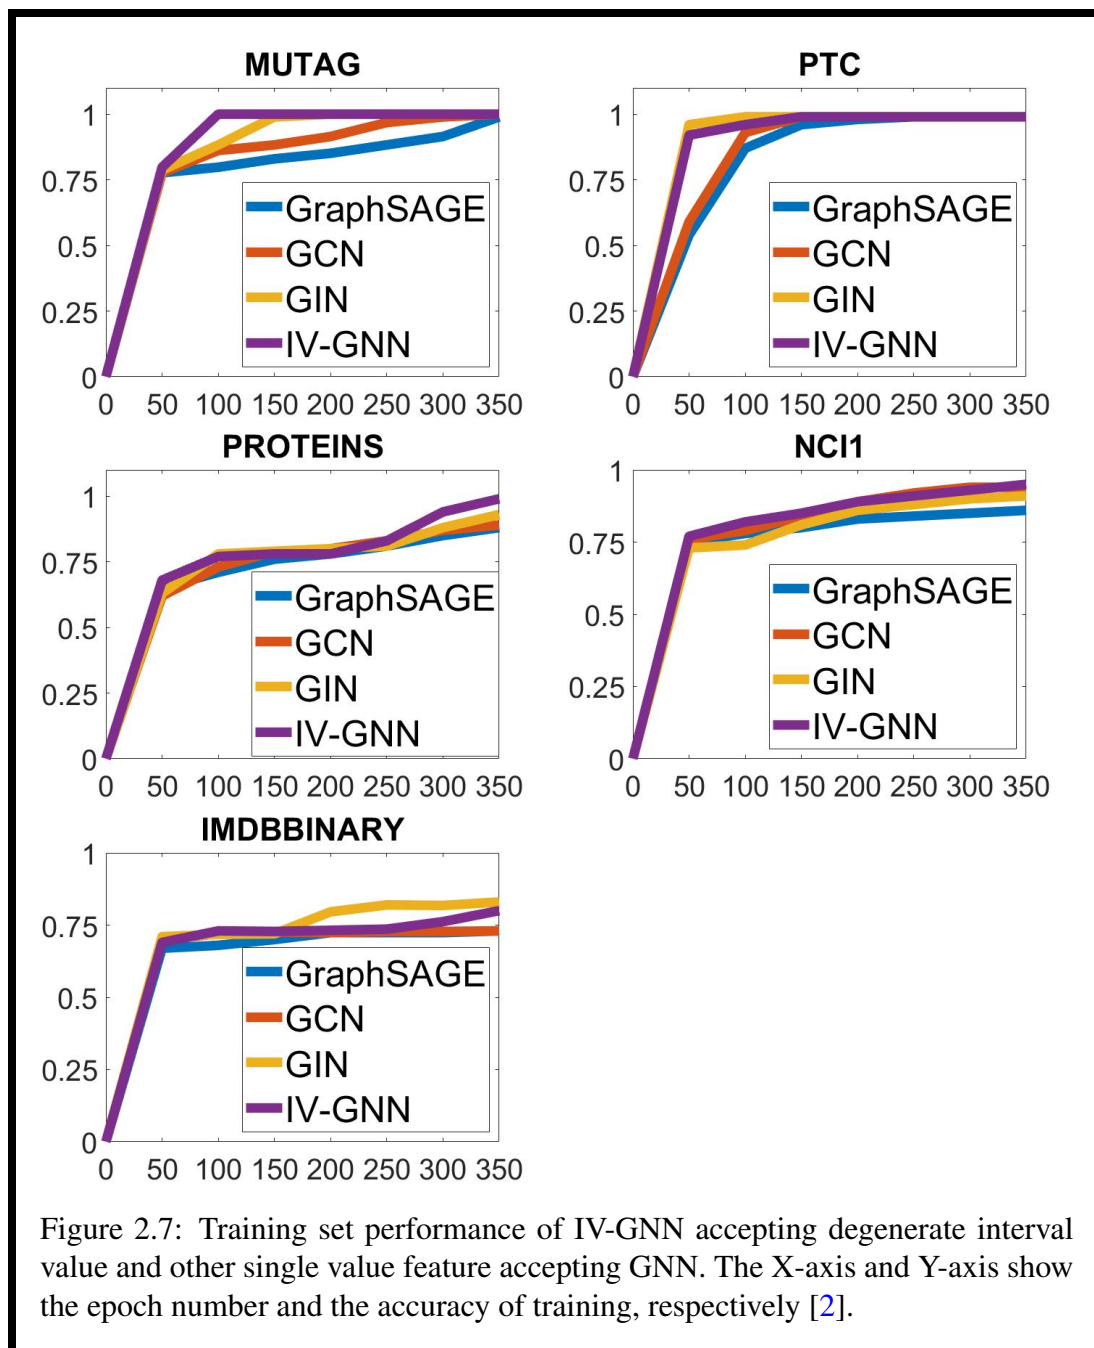 MUTAG
1
0.75
0.5
0.25
0
GraphSAGE
GCN
GIN
IV-GNN
0 50 100 150 200 250 300 350
PTC
1
0.75
0.5
0.25
0
GraphSAGE
GCN
GIN
IV-GNN
0 50 100 150 200 250 300 350
PROTEINS
1
0.75
0.5
0.25
0
GraphSAGE
GCN
GIN
IV-GNN
0 50 100 150 200 250 300 350
NCI1
1
0.75
0.5
0.25
0
GraphSAGE
GCN
GIN
IV-GNN
0 50 100 150 200 250 300 350
IMDBBINARY
1
0.75
0.5
0.25
0
GraphSAGE
GCN
GIN
IV-GNN
0 50 100 150 200 250 300 350
Figure 2.7: Training set performance of IV-GNN accepting degenerate interval
value and other single value feature accepting GNN. The X-axis and Y-axis show
the epoch number and the accuracy of training, respectively [2].